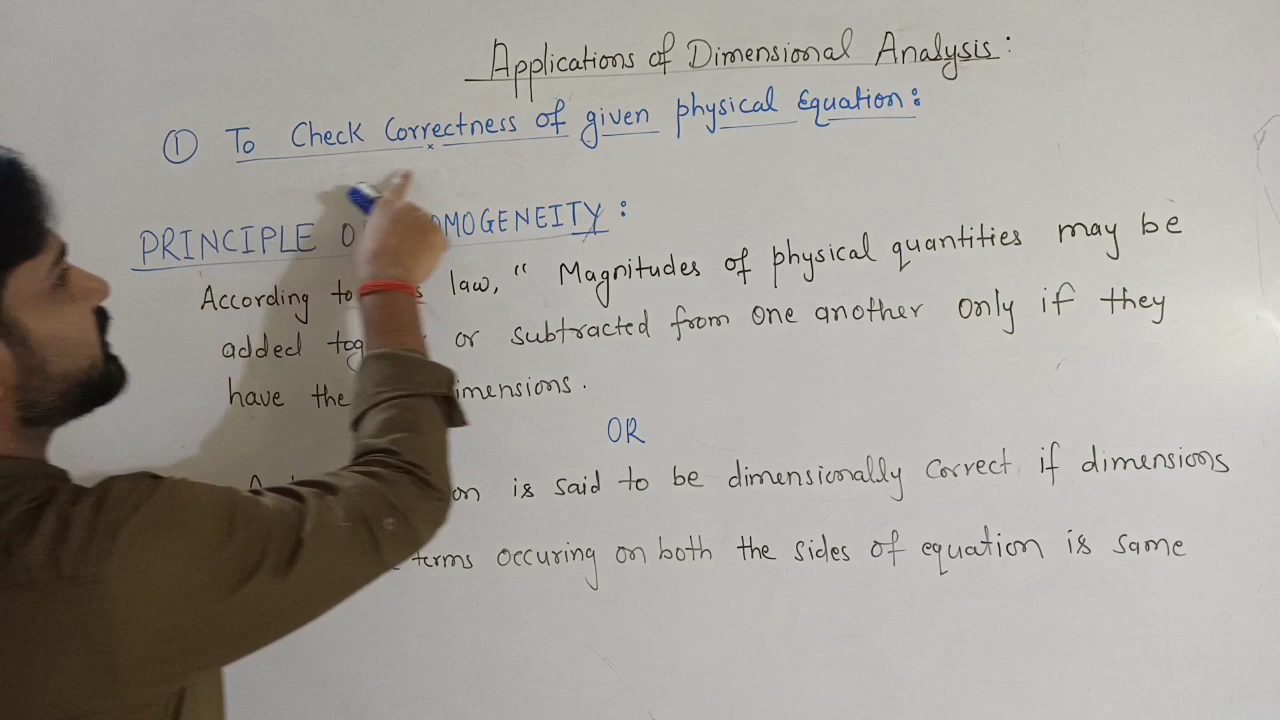 Applications of Dimensional Analysis:
① To Check Correctness of given physical Equation:
PRINCIPLE OMOGENEITY:
According to law, " Magnitudes of physical quantities may be
added or subtracted from one another only if they
have the imensions.
OR
on is said to be dimensionally correct if dimensions
terms occuring on both the sides of equation is same